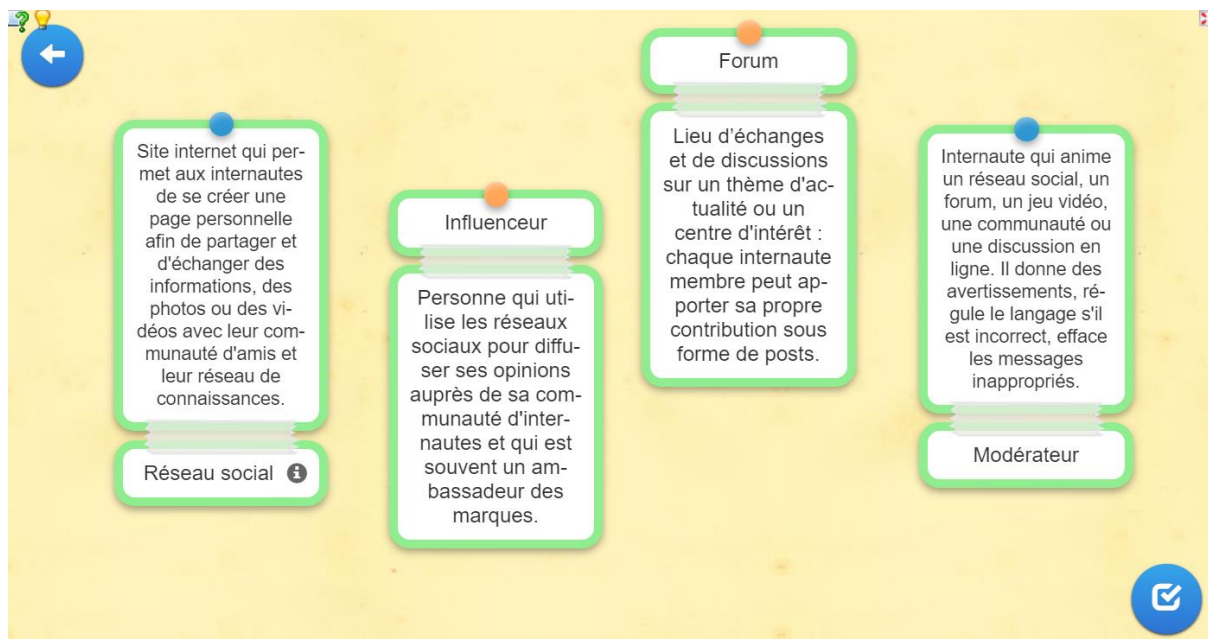 Site internet qui per-
met aux internautes
de se créer une
page personnelle
afin de partager et
d'échanger des
informations, des
photos ou des vi-
déos avec leur com-
munauté d'amis et
leur réseau de
connaissances.
Réseau social
Influenceur
Personne qui uti-
lise les réseaux
sociaux pour diffu-
ser ses opinions
auprès de sa com-
munauté d'inter-
nautes et qui est
souvent un am-
bassadeur des
marques.
Forum
Lieu d’échanges
et de discussions
sur un thème d'ac-
tualité ou un
centre d'intérêt :
chaque internaute
membre peut ap-
porter sa propre
contribution sous
forme de posts.
Internaute qui anime
un réseau social, un
forum, un jeu vidéo,
une communauté ou
une discussion en
ligne. Il donne des
avertissements, ré-
gule le langage s'il
est incorrect, efface
les messages
inappropriés.
Modérateur